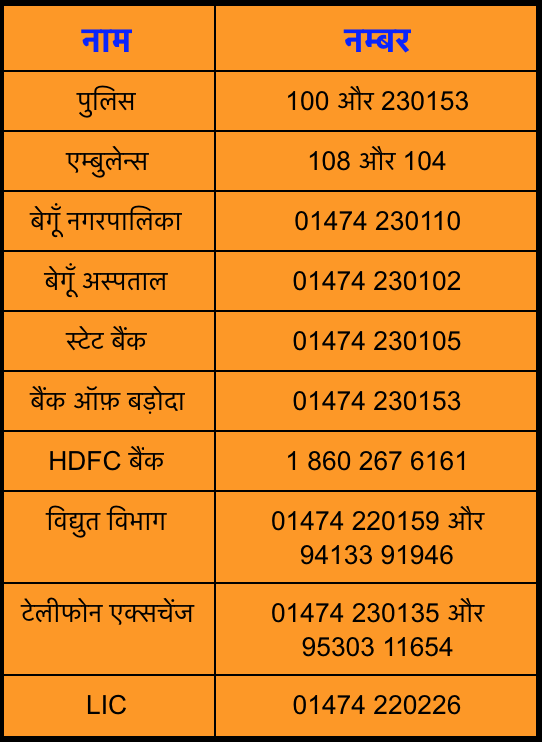 नाम नम्बर
पुलिस 100 और 230153
एम्बुलेन्स 108 और 104
बेगूँ नगरपालिका 01474 230110
बेगूँ अस्पताल 01474 230102
स्टेट बैंक 01474 230105
बैंक ऑफ़ बड़ोदा 01474 230153
HDFC बैंक 1 860 267 6161
विद्युत विभाग 01474 220159 और
94133 91946
टेलीफोन एक्सचेंज 01474 230135 और
95303 11654
LIC 01474 220226